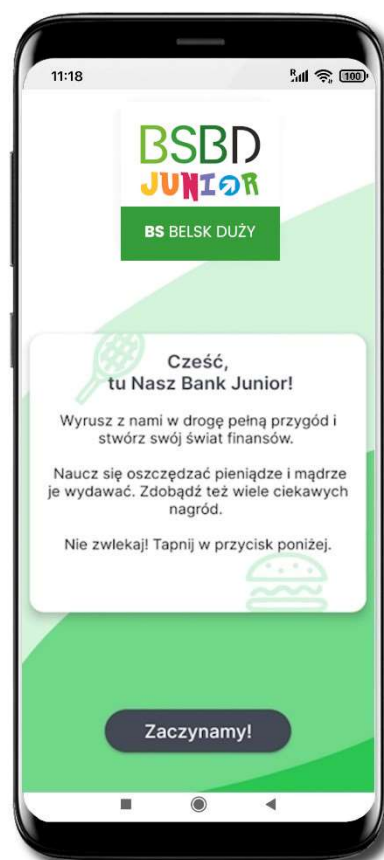 11:18
R
100
BSBD
JUNIOR
BS BELSK DUŻY
Cześć,
tu Nasz Bank Junior!
Wyrusz z nami w drogę pełną przygód i
stwórz swój świat finansów.
Naucz się oszczędzać pieniądze i mądrze
je wydawać. Zdobądź też wiele ciekawych
nagród.
Nie zwlekaj! Tapnij w przycisk poniżej.
Zaczynamy!